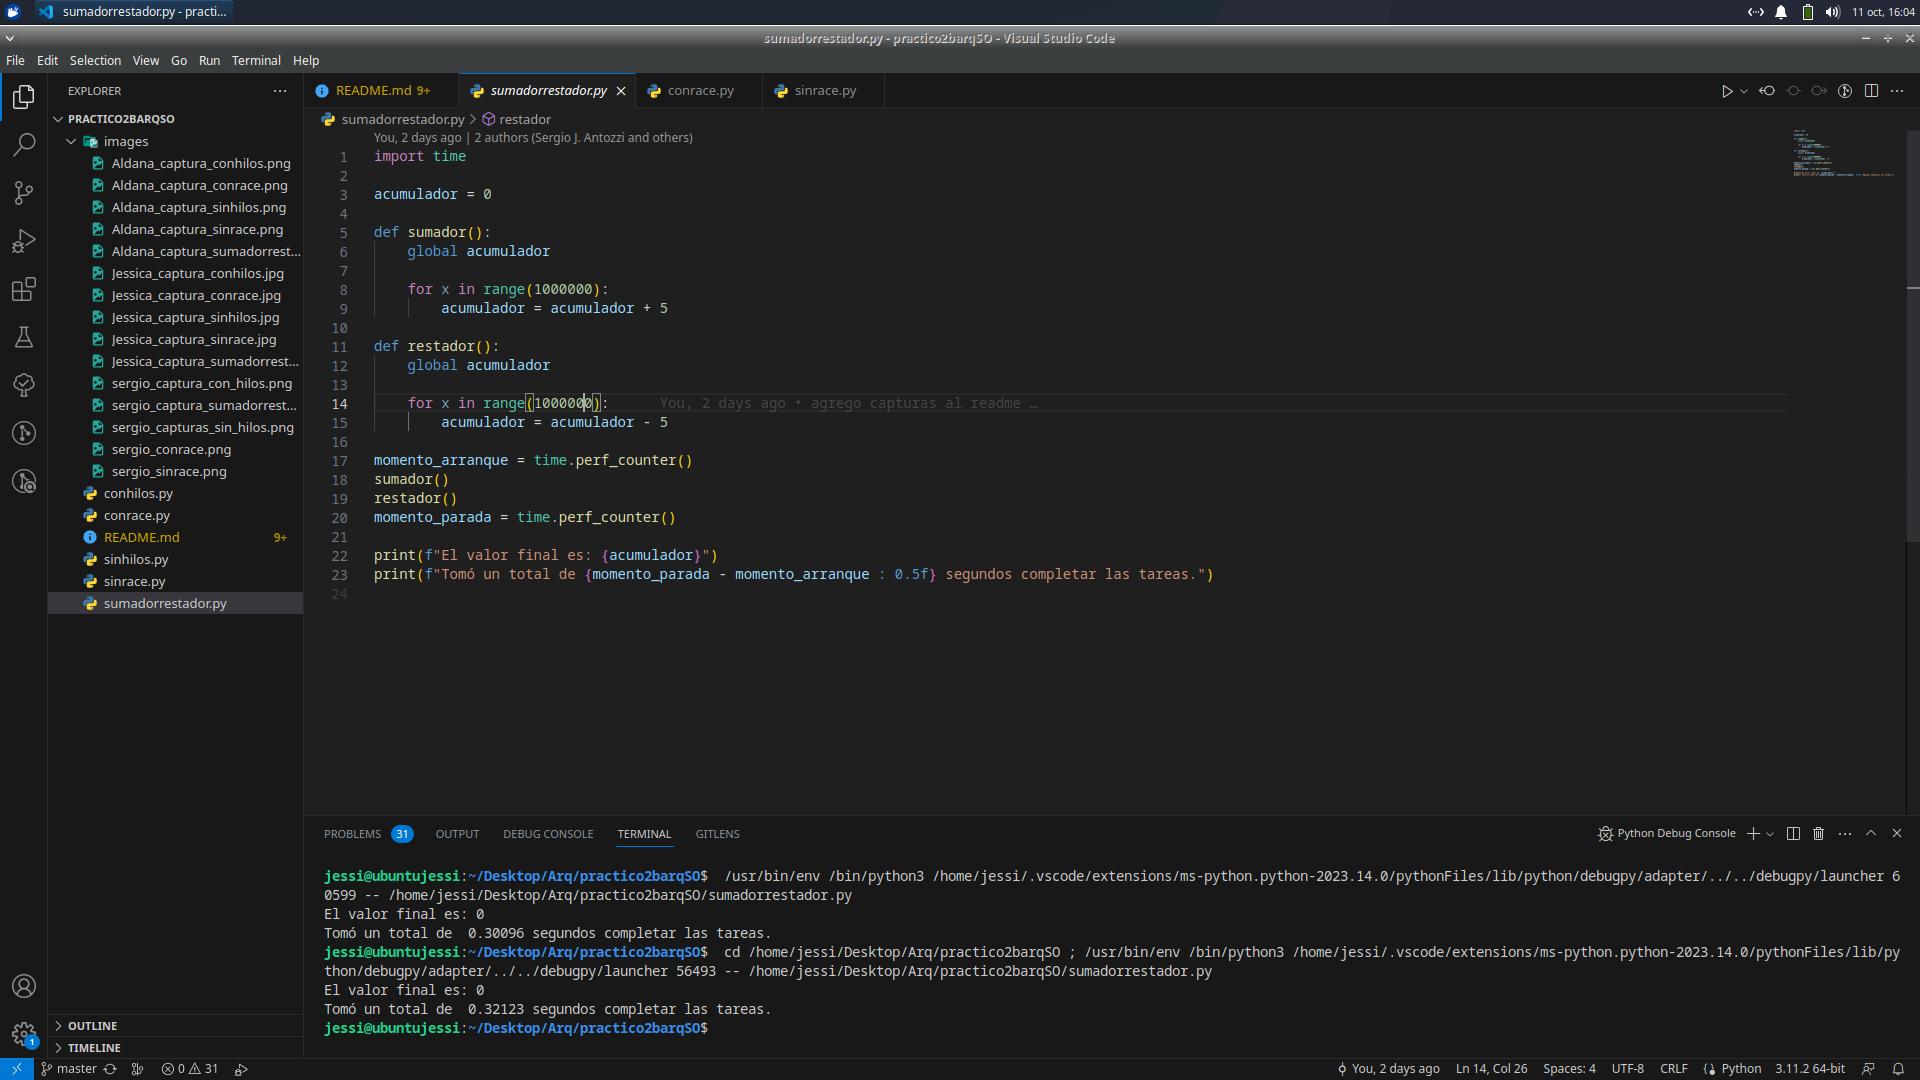 sumadorrestador.py - practi...
11 oct, 16:04
sumadorrestador.py - practico2barqSO - Visual Studio Code
File Edit Selection View Go Run Terminal Help
EXPLORER
PRACTICO2BARQSO
images
Aldana_captura_conhilos.png
Aldana_captura_conrace.png
Aldana_captura_sinhilos.png
Aldana_captura_sinrace.png
Aldana_captura_sumadorrest...
Jessica_captura_conhilos.jpg
Jessica_captura_conrace.jpg
Jessica_captura_sinhilos.jpg
Jessica_captura_sinrace.jpg
Jessica_captura_sumadorrest...
sergio_captura_con_hilos.png
sergio_captura_sumadorrest...
sergio_capturas_sin_hilos.png
sergio_conrace.png
sergio_sinrace.png
conhilos.py
conrace.py
README.md 9+
sinhilos.py
sinrace.py
sumadorrestador.py
OUTLINE
TIMELINE
README.md 9+ sumadorrestador.py conrace.py sinrace.py
sumadorrestador.py > restador
You, 2 days ago | 2 authors (Sergio J. Antozzi and others)
1 import time
2
3 acumulador = 0
4
5 def sumador():
6     global acumulador
7
8     for x in range(1000000):
9         acumulador = acumulador + 5
10
11 def restador():
12     global acumulador
13
14     for x in range(1000000): You, 2 days ago • agrego capturas al readme …
15         acumulador = acumulador - 5
16
17 momento_arranque = time.perf_counter()
18 sumador()
19 restador()
20 momento_parada = time.perf_counter()
21
22 print(f"El valor final es: {acumulador}")
23 print(f"Tomó un total de {momento_parada - momento_arranque : 0.5f} segundos completar las tareas.")
24
PROBLEMS 31 OUTPUT DEBUG CONSOLE TERMINAL GITLENS
Python Debug Console
jessi@ubuntujessi:~/Desktop/Arq/practico2barqSO$  /usr/bin/env /bin/python3 /home/jessi/.vscode/extensions/ms-python.python-2023.14.0/pythonFiles/lib/python/debugpy/adapter/../../debugpy/launcher 6
0599 -- /home/jessi/Desktop/Arq/practico2barqSO/sumadorrestador.py
El valor final es: 0
Tomó un total de  0.30096 segundos completar las tareas.
jessi@ubuntujessi:~/Desktop/Arq/practico2barqSO$  cd /home/jessi/Desktop/Arq/practico2barqSO ; /usr/bin/env /bin/python3 /home/jessi/.vscode/extensions/ms-python.python-2023.14.0/pythonFiles/lib/py
thon/debugpy/adapter/../../debugpy/launcher 56493 -- /home/jessi/Desktop/Arq/practico2barqSO/sumadorrestador.py
El valor final es: 0
Tomó un total de  0.32123 segundos completar las tareas.
jessi@ubuntujessi:~/Desktop/Arq/practico2barqSO$
1
master 0 31 You, 2 days ago Ln 14, Col 26 Spaces: 4 UTF-8 CRLF Python 3.11.2 64-bit